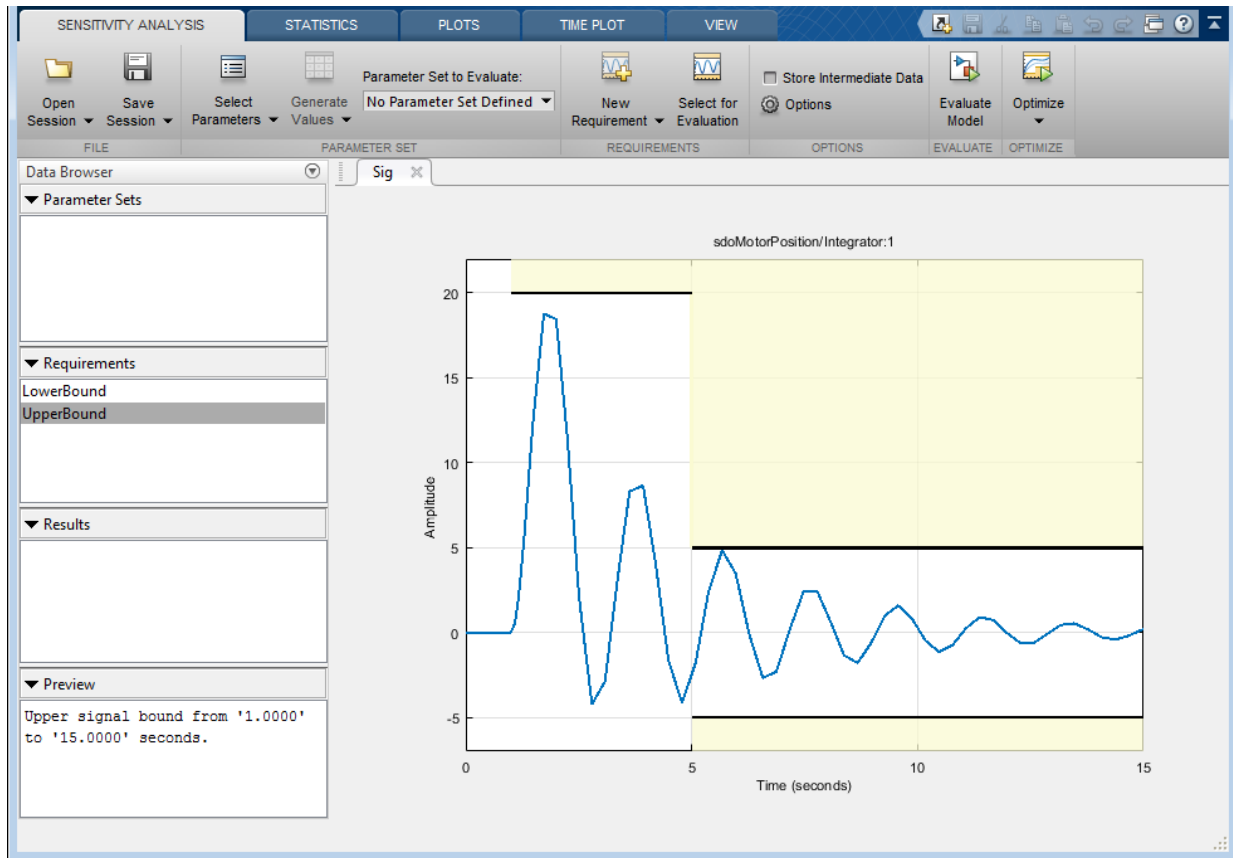 SENSITIVITY ANALYSIS STATISTICS PLOTS TIME PLOT VIEW
Parameter Set to Evaluate:
No Parameter Set Defined
Store Intermediate Data
Options
Open Save Select Generate New Select for Evaluate Optimize
Session Session Parameters Values Requirement Evaluation Model
FILE PARAMETER SET REQUIREMENTS OPTIONS EVALUATE OPTIMIZE
Data Browser
Sig
Parameter Sets
sdoMotorPosition/Integrator:1
Requirements
LowerBound
UpperBound
Results
Preview
Upper signal bound from '1.0000'
to '15.0000' seconds.
20
15
10
5
0
-5
Amplitude
0 5 10 15
Time (seconds)